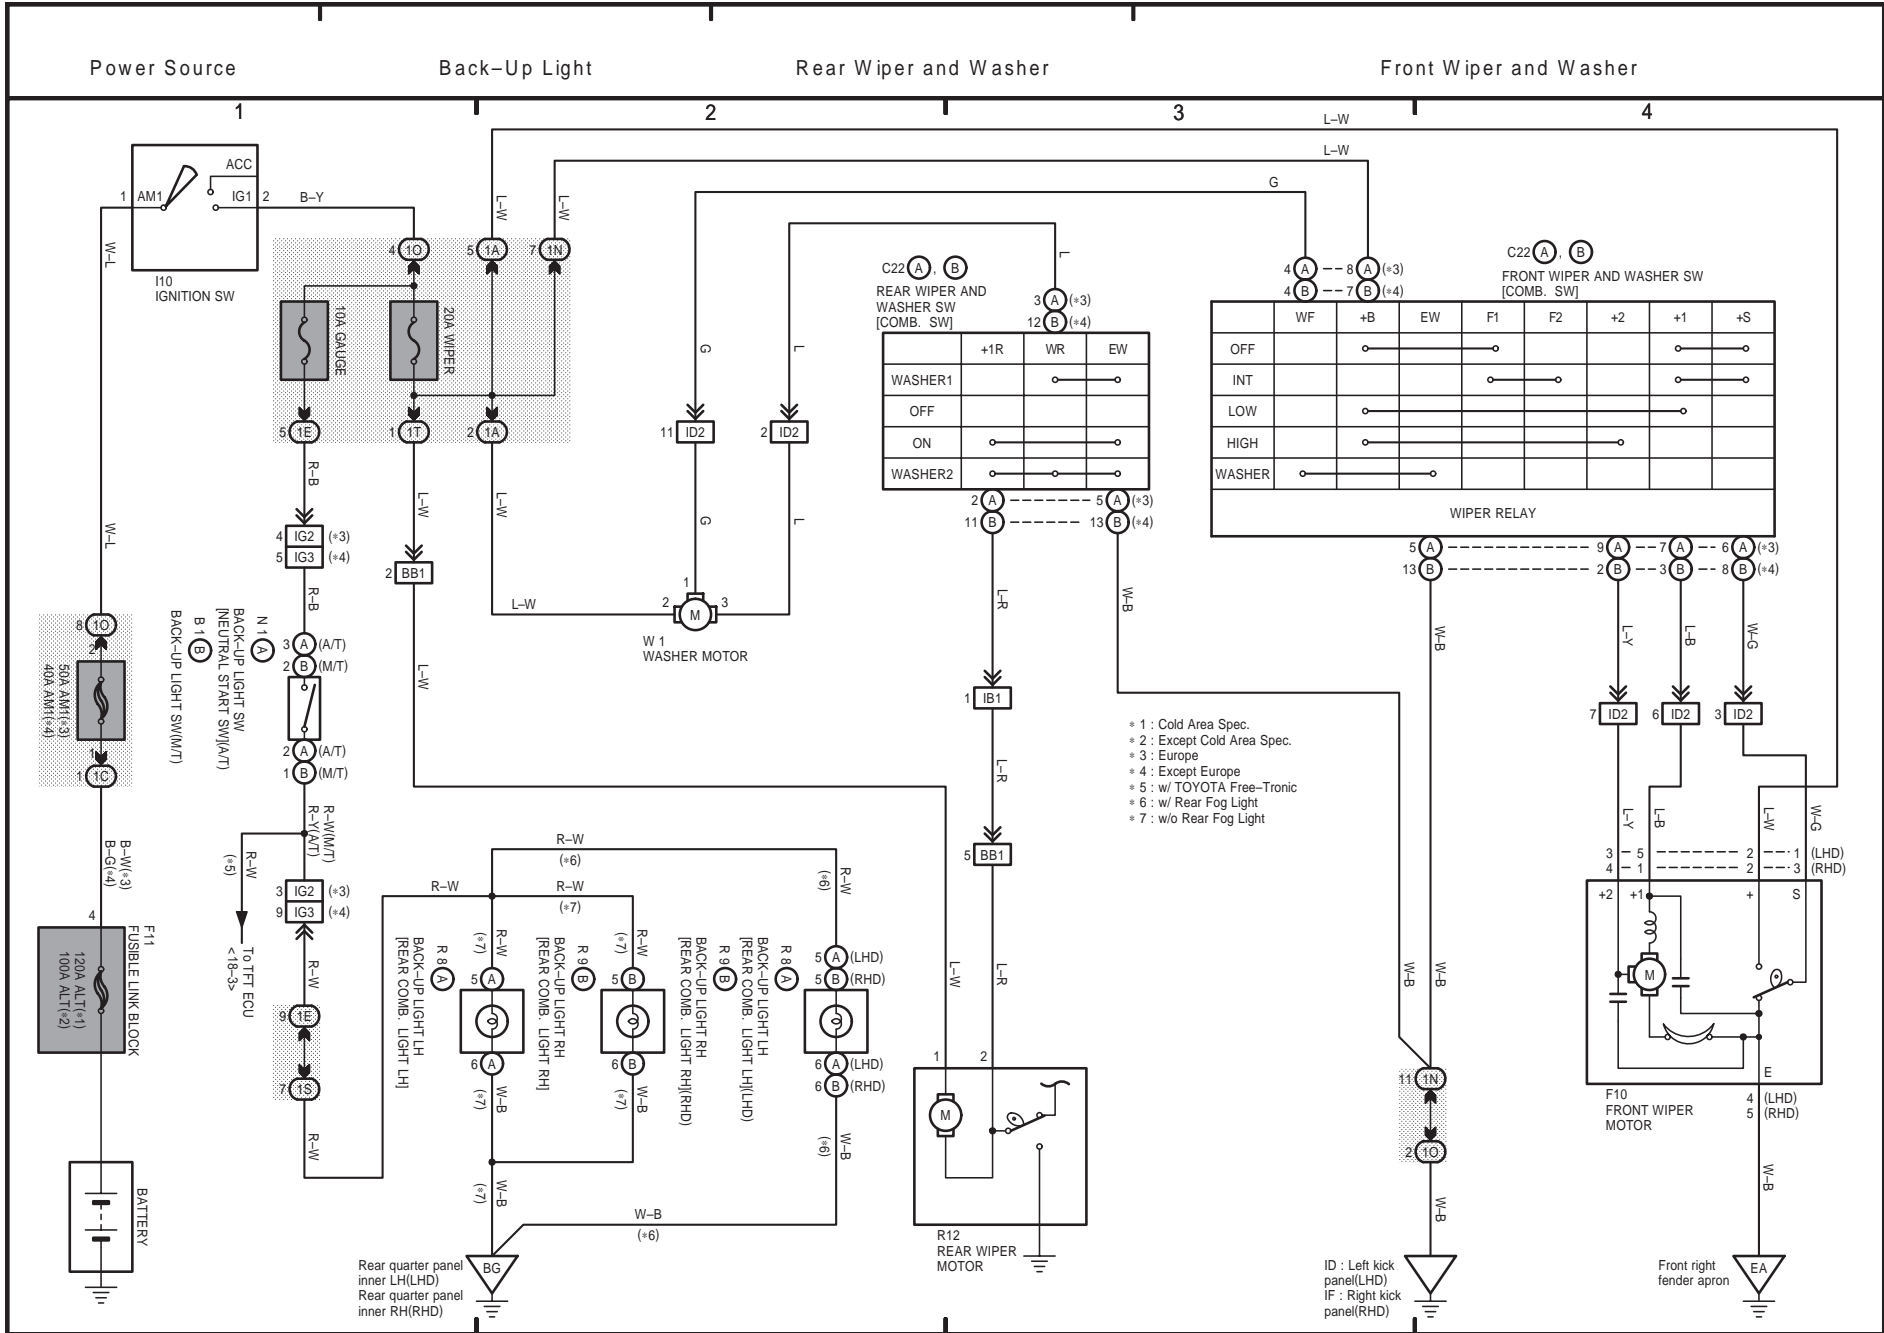 Power Source
Back–Up Light
Rear Wiper and Washer
Front Wiper and Washer
1
2
3
4
L–W
L–W
G
ACC
1 AM1
IG1 2
B–Y
I10
IGNITION SW
W–L
W–L
L–W
L–W
4 1O
5 1A
7 1N
10A GAUGE
20A WIPER
5 1E
1 1T
2 1A
R–B
L–W
L–W
4 IG2 (*3)
5 IG3 (*4)
2 BB1
R–B
L–W
L–W
N 1 A
BACK–UP LIGHT SW
[NEUTRAL START SW](A/T)
B 1 B
BACK–UP LIGHT SW(M/T)
3 A (A/T)
2 B (M/T)
2 A (A/T)
1 B (M/T)
R–W(M/T)
R–Y(A/T)
R–W
(*5)
To TFT ECU
<18–3>
3 IG2 (*3)
9 IG3 (*4)
R–W
9 1E
7 1S
R–W
8 1O
2
50A AM1(*3)
40A AM1(*4)
1
1 1C
B–W(*3)
B–G(*4)
4
F11
FUSIBLE LINK BLOCK
120A ALT(*1)
100A ALT(*2)
BATTERY
G
L
L
11 ID2
2 ID2
G
L
1
2
M
3
W 1
WASHER MOTOR
C22 A , B
REAR WIPER AND
WASHER SW
[COMB. SW]
3 A (*3)
12 B (*4)
+1R WR EW
WASHER1
OFF
ON
WASHER2
2 A 5 A (*3)
11 B 13 B (*4)
L–R
W–B
1 IB1
L–R
5 BB1
L–R
L–W
* 1 : Cold Area Spec.
* 2 : Except Cold Area Spec.
* 3 : Europe
* 4 : Except Europe
* 5 : w/ TOYOTA Free–Tronic
* 6 : w/ Rear Fog Light
* 7 : w/o Rear Fog Light
4 A 8 A (*3)
4 B 7 B (*4)
C22 A , B
FRONT WIPER AND WASHER SW
[COMB. SW]
WF +B EW F1 F2 +2 +1 +S
OFF
INT
LOW
HIGH
WASHER
WIPER RELAY
5 A 9 A 7 A 6 A (*3)
13 B 2 B 3 B 8 B (*4)
W–B
L–Y
L–B
W–G
7 ID2
6 ID2
3 ID2
L–Y
L–B
L–W
W–G
3 5 2 1 (LHD)
4 1 2 3 (RHD)
+2 +1 + S
M
E
F10
FRONT WIPER
MOTOR
4 (LHD)
5 (RHD)
W–B
Front right
fender apron
EA
W–B
W–B
11 1N
2 1O
W–B
ID : Left kick
panel(LHD)
IF : Right kick
panel(RHD)
R–W
R–W
(*6)
R–W
(*7)
R–W
(*7)
R–W
(*7)
R–W
(*6)
R 8 A
BACK–UP LIGHT LH
[REAR COMB. LIGHT LH]
5 A
6 A
R 9 B
BACK–UP LIGHT RH
[REAR COMB. LIGHT RH]
5 B
6 B
R 9 B
BACK–UP LIGHT RH
[REAR COMB. LIGHT RH](RHD)
R 8 A
BACK–UP LIGHT LH
[REAR COMB. LIGHT LH](LHD)
5 A (LHD)
5 B (RHD)
6 A (LHD)
6 B (RHD)
W–B
(*7)
W–B
(*7)
W–B
(*6)
W–B
(*7)
W–B
(*6)
Rear quarter panel
inner LH(LHD)
Rear quarter panel
inner RH(RHD)
BG
1
2
M
R12
REAR WIPER
MOTOR